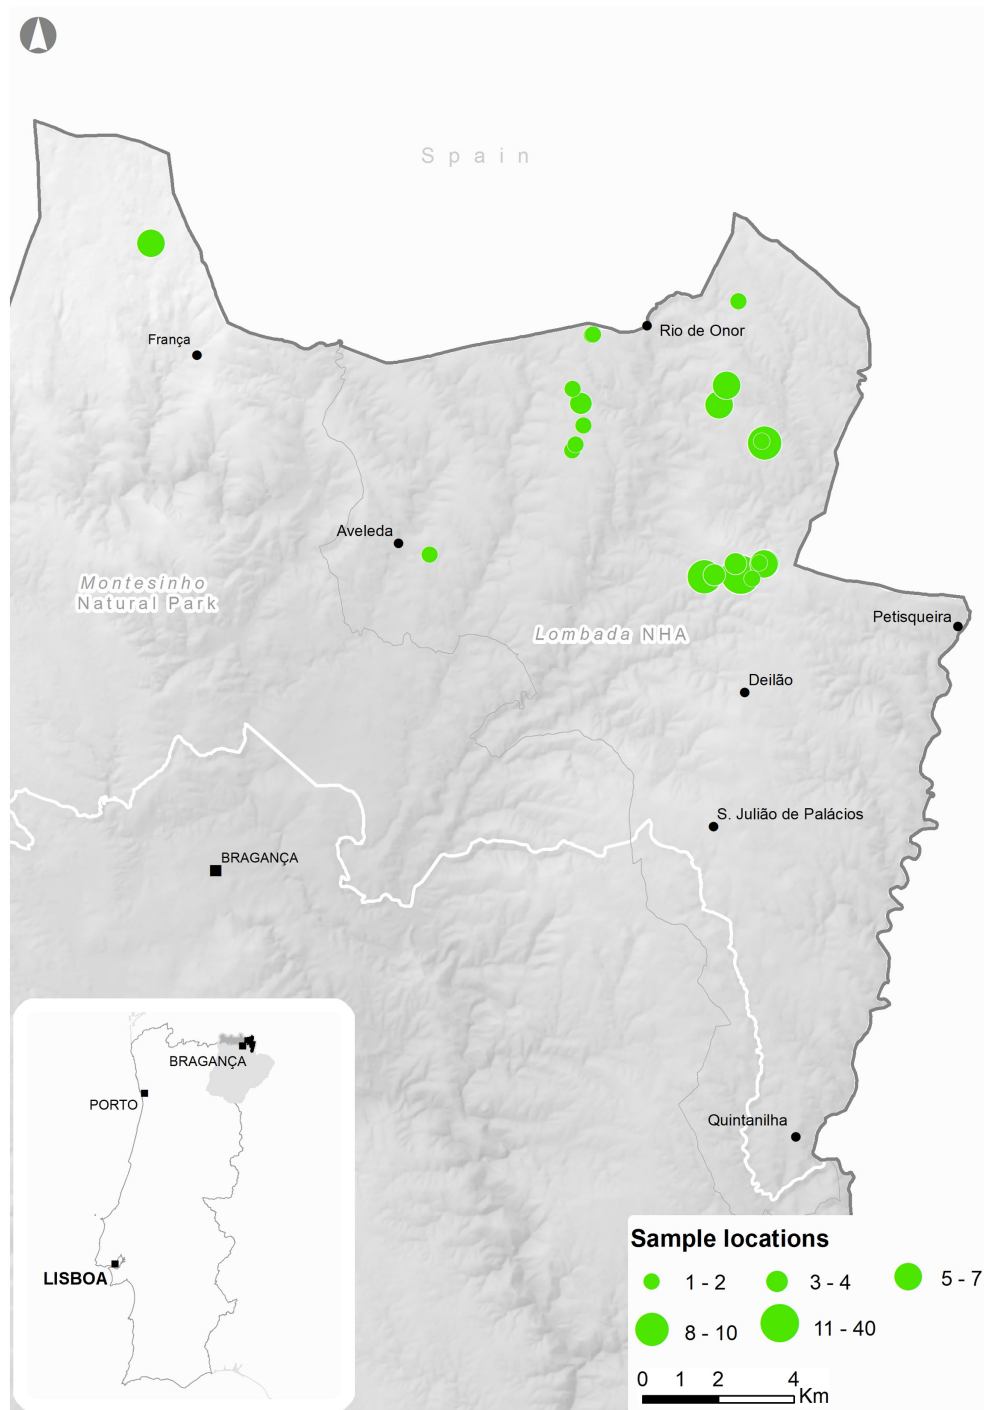 Spain
França
Rio de Onor
Aveleda
Montesinho
Natural Park
Petisqueira
Lombada NHA
Deilão
S. Julião de Palácios
BRAGANÇA
BRAGANÇA
PORTO
Quintanilha
LISBOA
Sample locations
1 - 2
3 - 4
5 - 7
8 - 10
11 - 40
0 1 2 4
Km